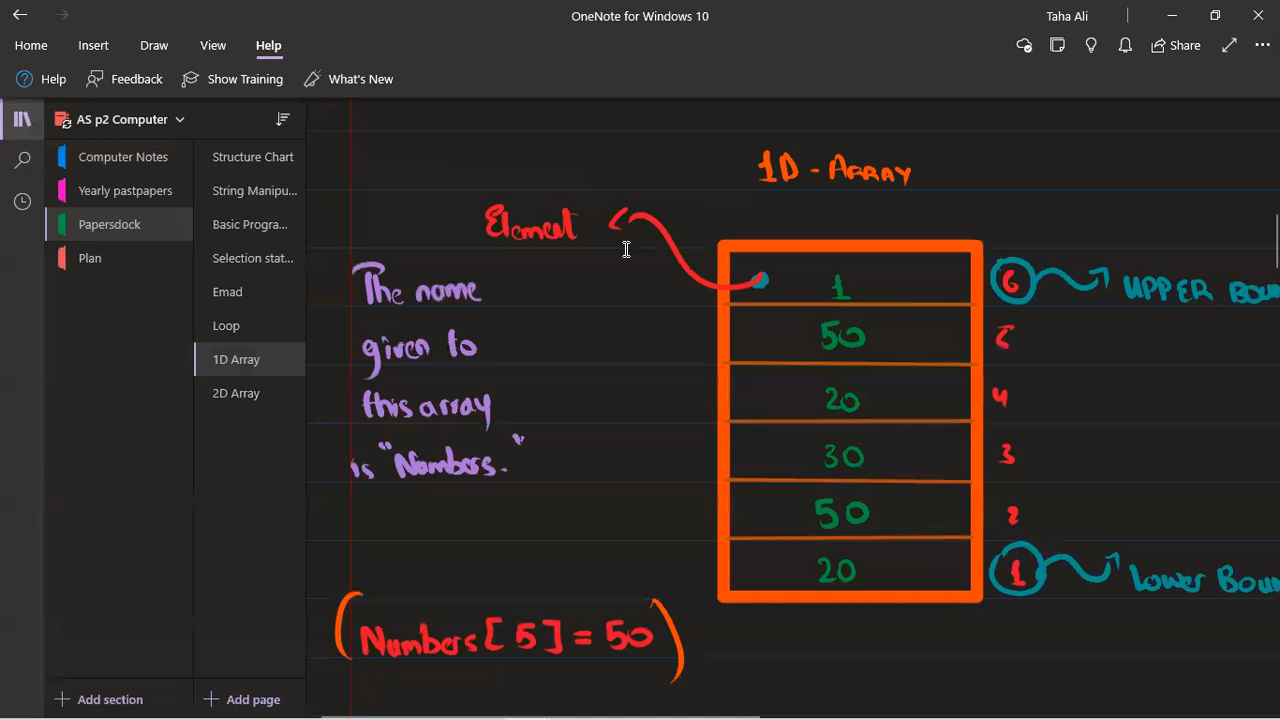 OneNote for Windows 10
Taha Ali
Home Insert Draw View Help
Share
Help Feedback Show Training What's New
AS p2 Computer
Computer Notes
Yearly pastpapers
Papersdock
Plan
Structure Chart
String Manipu...
Basic Progra...
Selection stat...
Emad
Loop
1D Array
2D Array
Add section
Add page
1D - ARRAY
Element
The name
given to
this array
is "Numbers."
1 6 UPPER Bou
50 5
20 4
30 3
50 2
20 1 Lower Boun
(Numbers[5]=50)